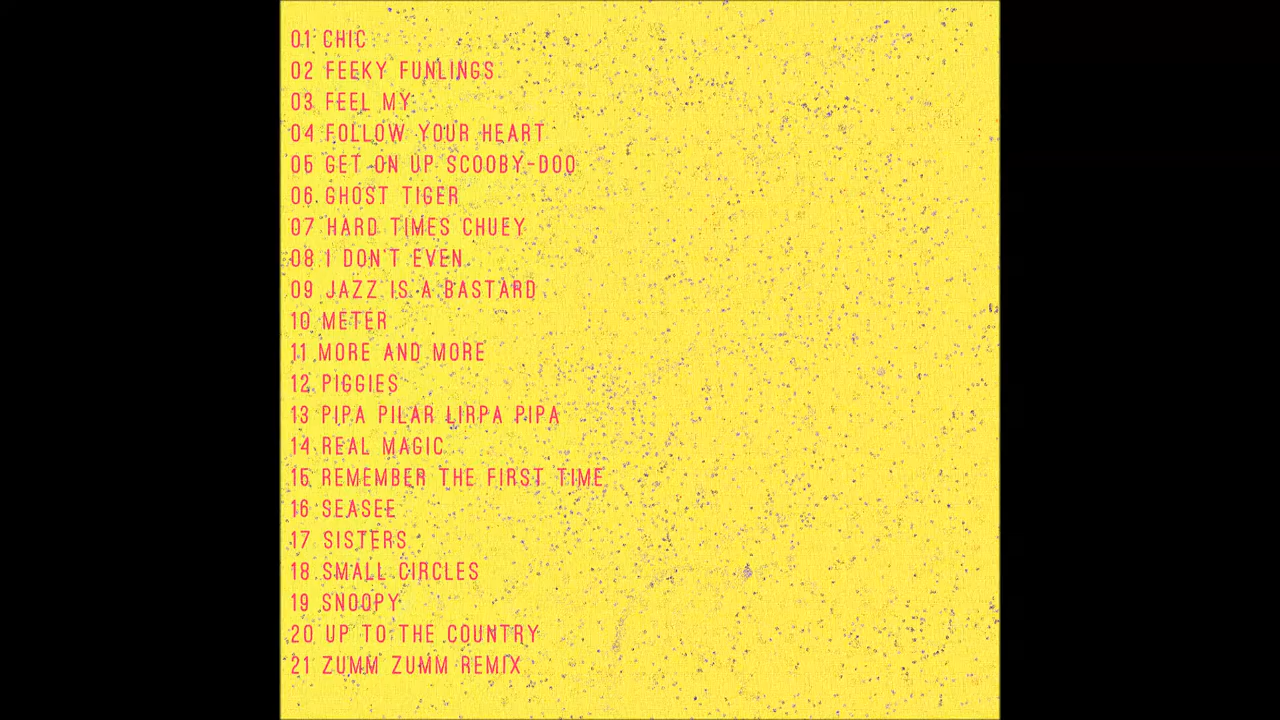 01 CHIC
02 FEEKY FUNLINGS
03 FEEL MY
04 FOLLOW YOUR HEART
05 GET ON UP SCOOBY-DOO
06 GHOST TIGER
07 HARD TIMES CHUEY
08 I DON'T EVEN
09 JAZZ IS A BASTARD
10 METER
11 MORE AND MORE
12 PIGGIES
13 PIPA PILAR LIRPA PIPA
14 REAL MAGIC
15 REMEMBER THE FIRST TIME
16 SEASEE
17 SISTERS
18 SMALL CIRCLES
19 SNOOPY
20 UP TO THE COUNTRY
21 ZUMM ZUMM REMIX